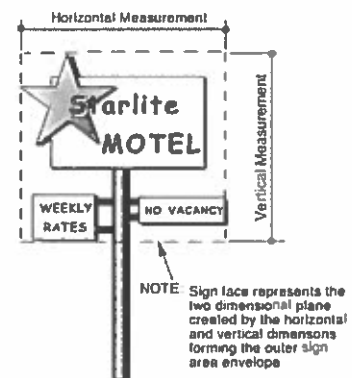 Horizontal Measurement
Starlite
MOTEL
Vertical Measurement
WEEKLY
RATES
NO VACANCY
NOTE
Sign face represents the
two dimensional plane
created by the horizontal
and vertical dimensons
forming the outer sign
area envelope